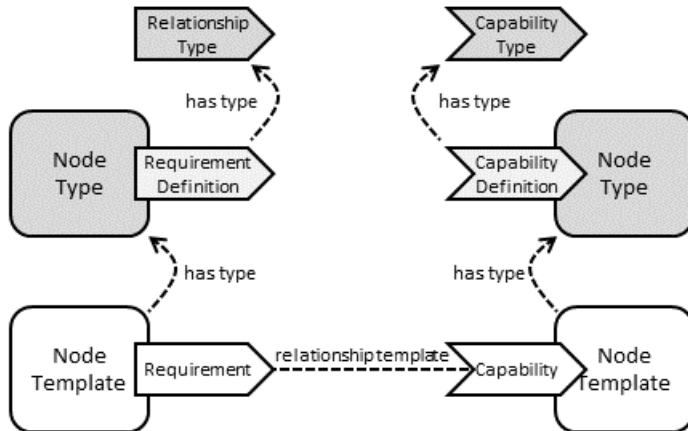 Relationship
Type
Capability
Type
has type
has type
Node
Type
Requirement
Definition
Capability
Definition
Node
Type
has type
has type
Node
Template
Requirement
relationship template
Capability
Node
Template